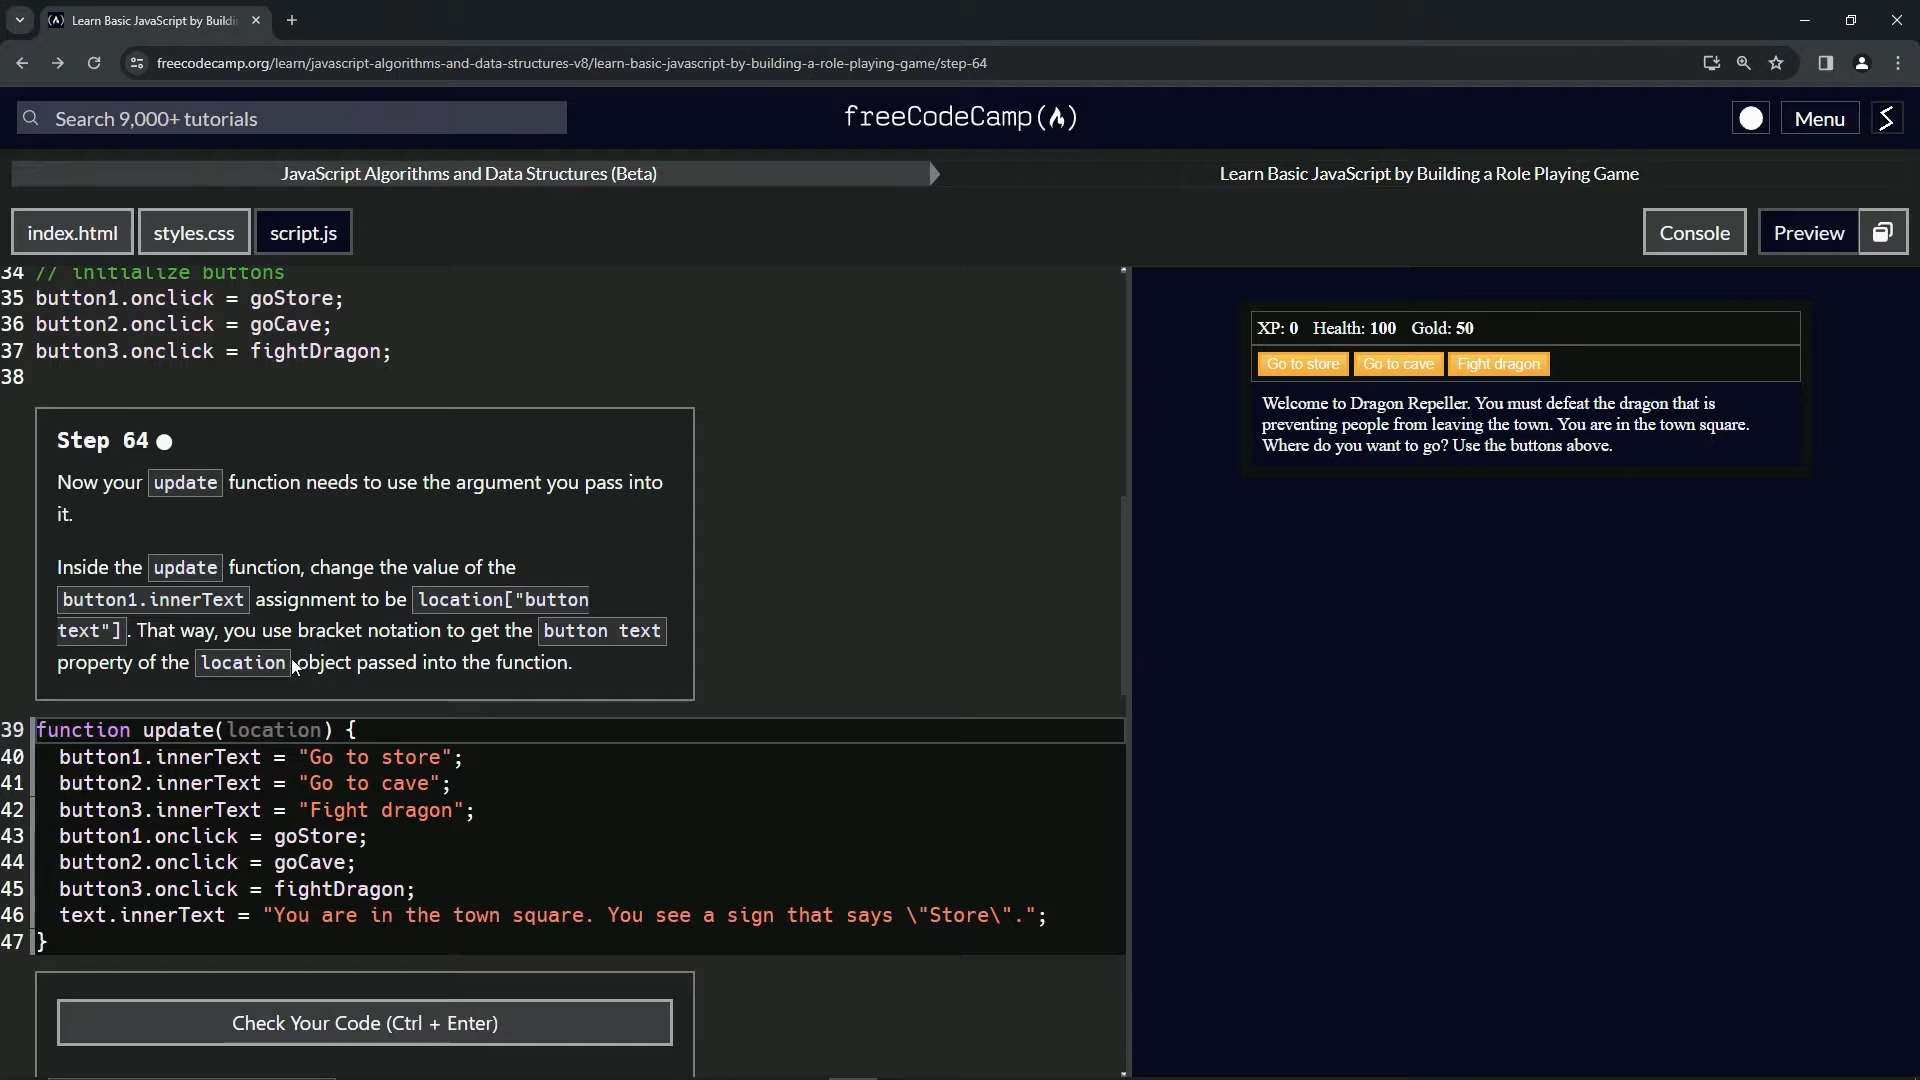 Learn Basic JavaScript by Buildi
freecodecamp.org/learn/javascript-algorithms-and-data-structures-v8/learn-basic-javascript-by-building-a-role-playing-game/step-64
Search 9,000+ tutorials
freeCodeCamp(
)
Menu
JavaScript Algorithms and Data Structures (Beta)
Learn Basic JavaScript by Building a Role Playing Game
index.html
styles.css
script.js
Console
Preview
34 // initialize buttons
35 button1.onclick = goStore;
36 button2.onclick = goCave;
37 button3.onclick = fightDragon;
38
Step 64
Now your update function needs to use the argument you pass into
it.
Inside the update function, change the value of the
button1.innerText assignment to be location["button
text"]. That way, you use bracket notation to get the button text
property of the location object passed into the function.
39 function update(location) {
40 button1.innerText = "Go to store";
41 button2.innerText = "Go to cave";
42 button3.innerText = "Fight dragon";
43 button1.onclick = goStore;
44 button2.onclick = goCave;
45 button3.onclick = fightDragon;
46 text.innerText = "You are in the town square. You see a sign that says \"Store\".";
47 }
Check Your Code (Ctrl + Enter)
XP: 0 Health: 100 Gold: 50
Go to store
Go to cave
Fight dragon
Welcome to Dragon Repeller. You must defeat the dragon that is
preventing people from leaving the town. You are in the town square.
Where do you want to go? Use the buttons above.